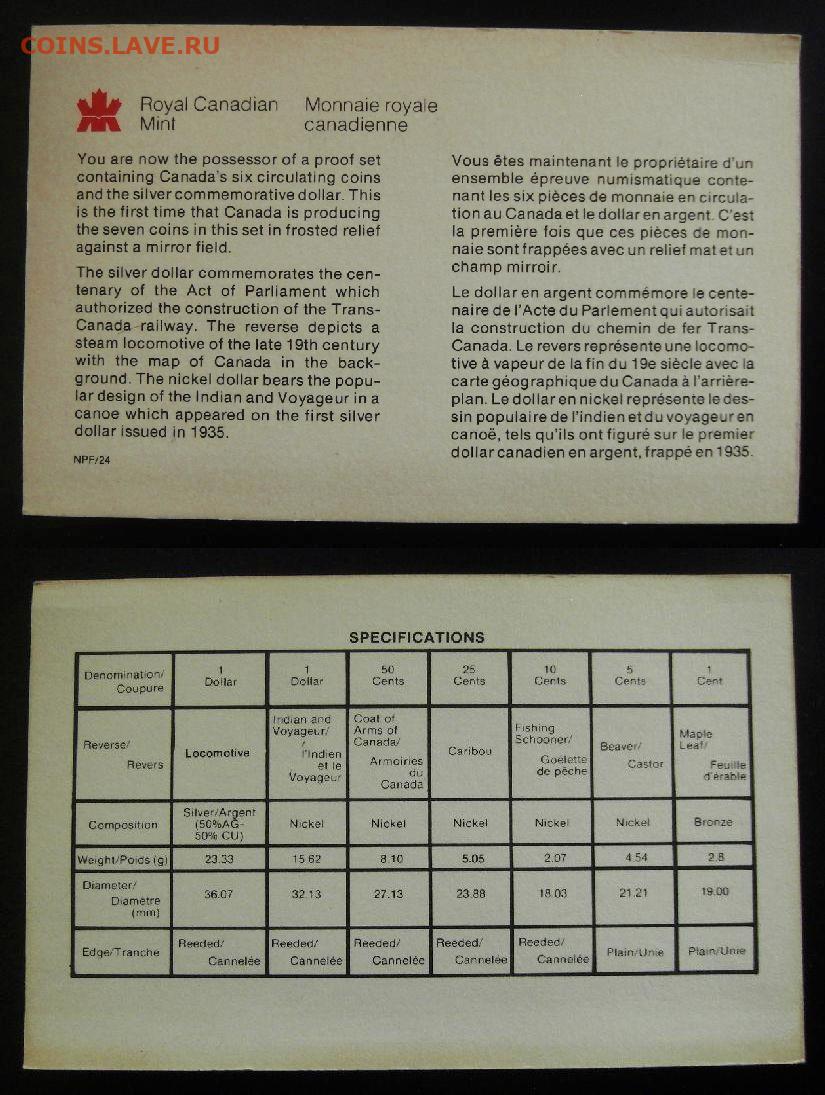 COINS.LAVE.RU
Royal Canadian
Mint
Monnaie royale
canadienne
You are now the possessor of a proof set
containing Canada's six circulating coins
and the silver commemorative dollar. This
is the first time that Canada is producing
the seven coins in this set in frosted relief
against a mirror field.
The silver dollar commemorates the cen-
tenary of the Act of Parliament which
authorized the construction of the Trans-
Canada railway. The reverse depicts a
steam locomotive of the late 19th century
with the map of Canada in the back-
ground. The nickel dollar bears the popu-
lar design of the Indian and Voyageur in a
canoe which appeared on the first silver
dollar issued in 1935.
NPF/24
Vous êtes maintenant le propriétaire d'un
ensemble épreuve numismatique conte-
nant les six pièces de monnaie en circula-
tion au Canada et le dollar en argent. C'est
la première fois que ces pièces de mon-
naie sont frappées avec un relief mat et un
champ mirroir.
Le dollar en argent commémore le cente-
naire de l'Acte du Parlement qui autorisait
la construction du chemin de fer Trans-
Canada. Le revers représente une locomo-
tive à vapeur de la fin du 19e siècle avec la
carte géographique du Canada à l'arrière-
plan. Le dollar en nickel représente le des-
sin populaire de l'indien et du voyageur en
canoë, tels qu'ils ont figuré sur le premier
dollar canadien en argent, frappé en 1935.
SPECIFICATIONS
Denomination/
Coupure
1
Dollar
1
Dollar
50
Cents
25
Cents
10
Cents
5
Cents
1
Cent
Reverse/
Revers
Locomotive
Indian and
Voyageur/
/
l'Indien
et le
Voyageur
Coat of
Arms of
Canada/
Armoiries
du
Canada
Caribou
Fishing
Schooner/
Goélette
de pêche
Beaver/
Castor
Maple
Leaf/
Feuille
d'érable
Composition
Silver/Argent
(50%AG-
50% CU)
Nickel
Nickel
Nickel
Nickel
Nickel
Bronze
Weight/Poids (g)
23.33
15.62
8.10
5.05
2.07
4.54
2.8
Diameter/
Diamètre
(mm)
36.07
32.13
27.13
23.88
18.03
21.21
19.00
Edge/Tranche
Reeded/
Cannelée
Reeded/
Cannelée
Reeded/
Cannelée
Reeded/
Cannelée
Reeded/
Cannelée
Plain/Unie
Plain/Unie